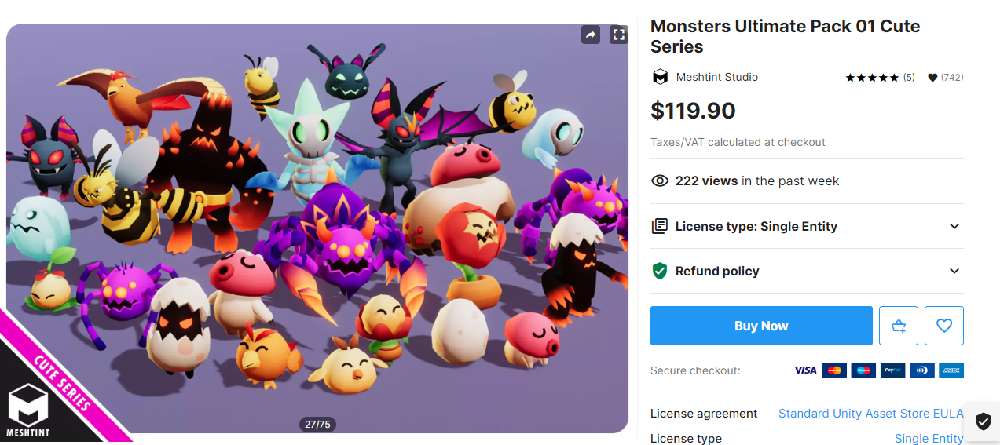 CUTE SERIES
MESHTINT
27/75
Monsters Ultimate Pack 01 Cute
Series
Meshtint Studio
(5)
(742)
$119.90
Taxes/VAT calculated at checkout
222 views in the past week
License type: Single Entity
Refund policy
Buy Now
Secure checkout:
VISA
PayPal
AMEX
License agreement
Standard Unity Asset Store EULA
License type
Single Entity